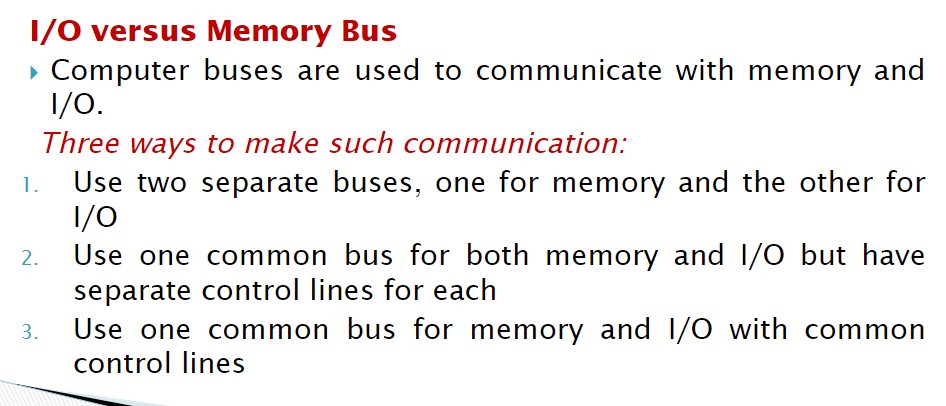 I/O versus Memory Bus
Computer buses are used to communicate with memory and
I/O.
Three ways to make such communication:
1. Use two separate buses, one for memory and the other for
I/O
2. Use one common bus for both memory and I/O but have
separate control lines for each
3. Use one common bus for memory and I/O with common
control lines